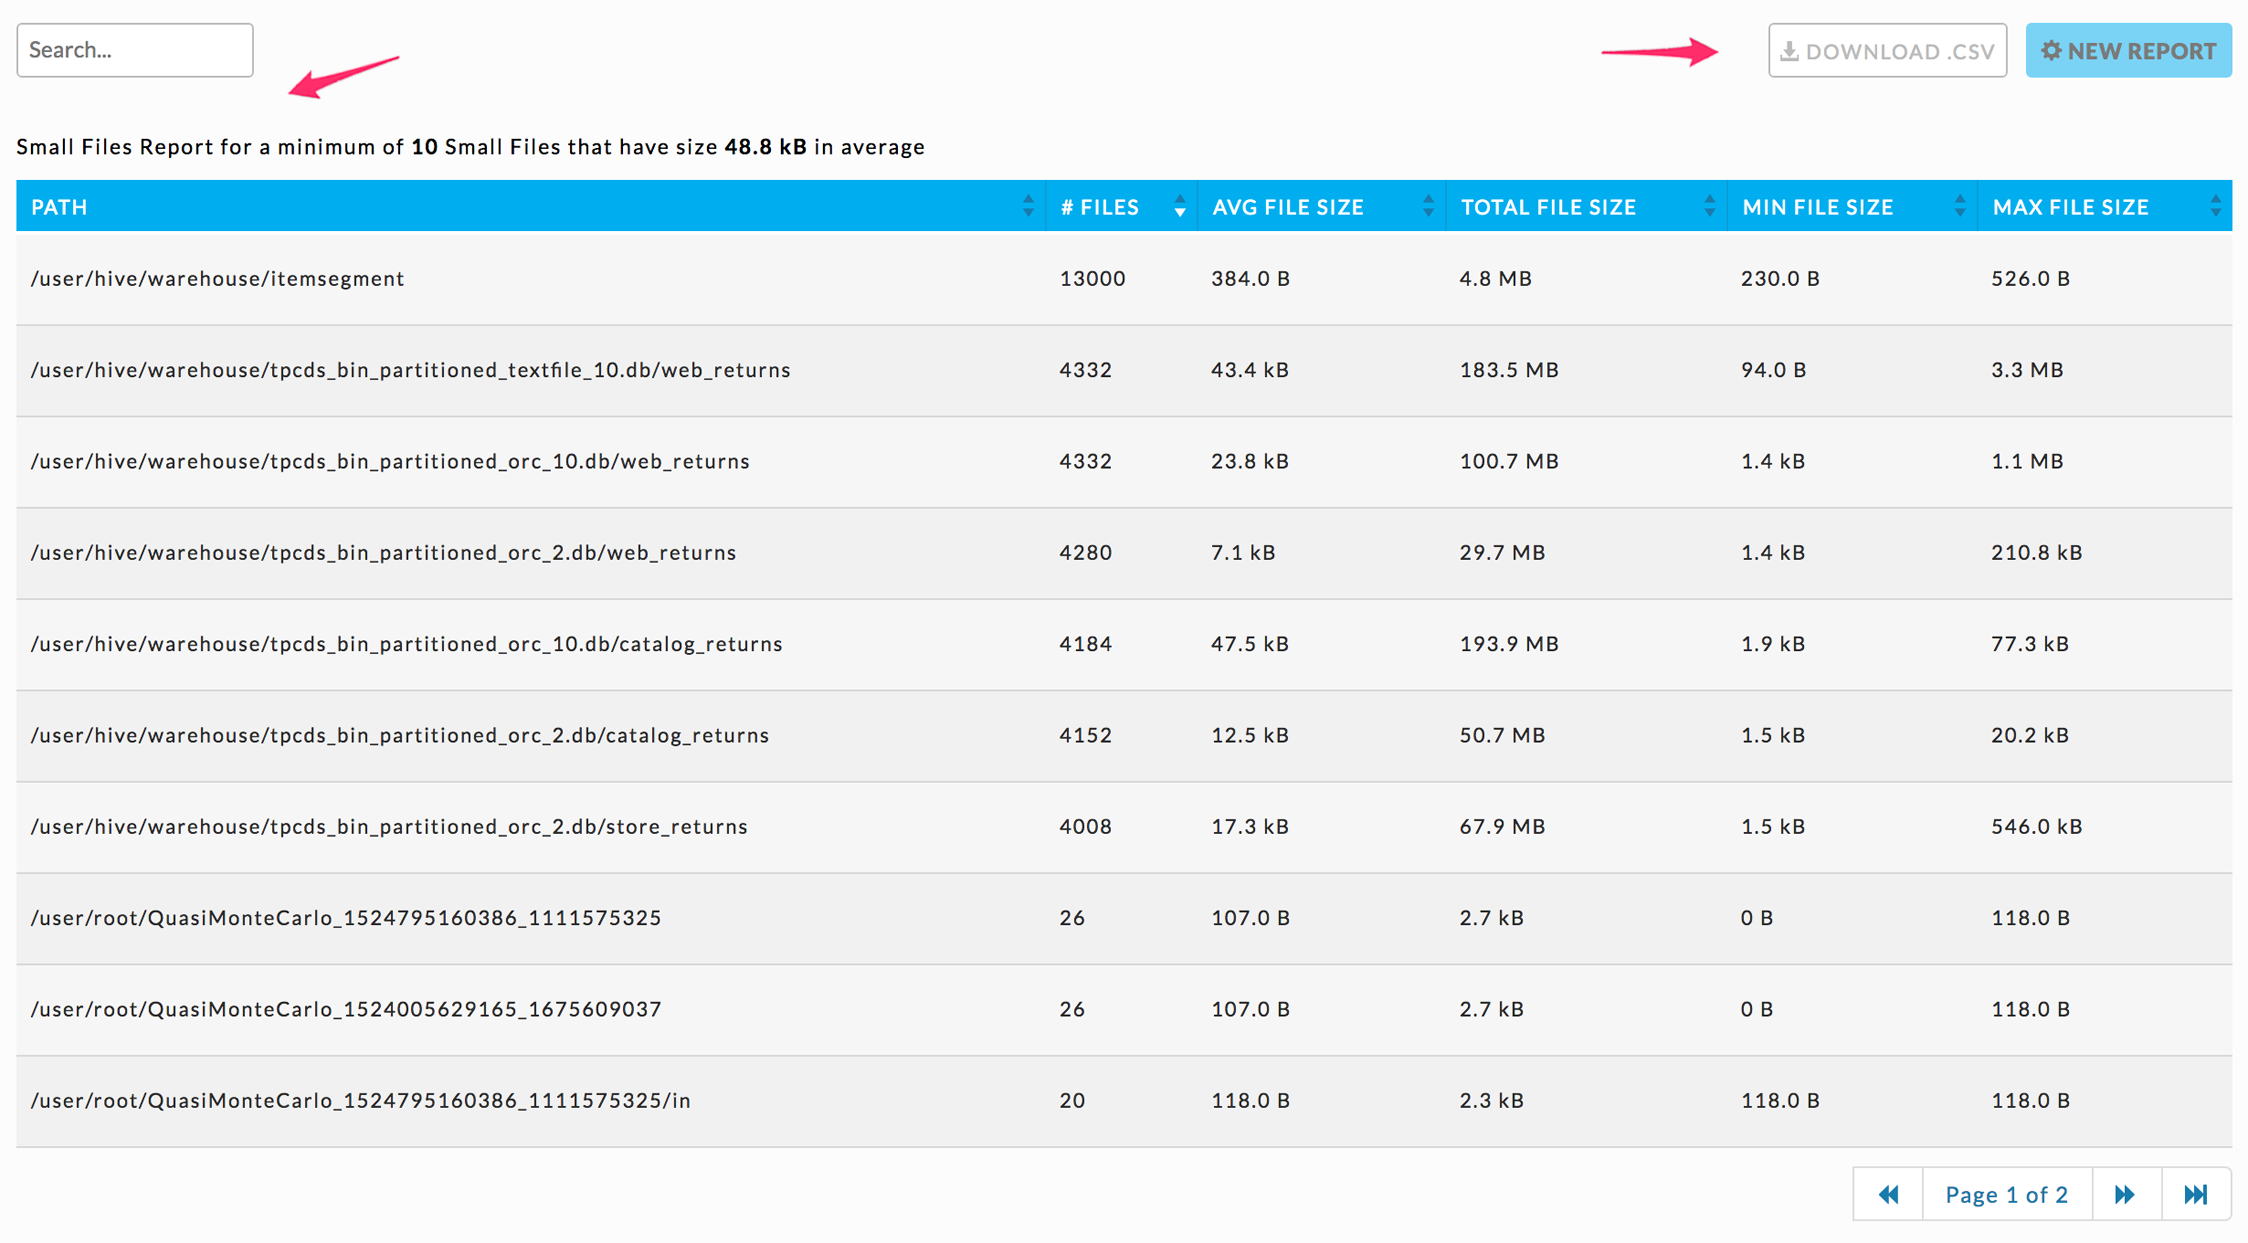 Search...
DOWNLOAD .CSV
NEW REPORT
Small Files Report for a minimum of 10 Small Files that have size 48.8 kB in average
PATH # FILES AVG FILE SIZE TOTAL FILE SIZE MIN FILE SIZE MAX FILE SIZE
/user/hive/warehouse/itemsegment 13000 384.0 B 4.8 MB 230.0 B 526.0 B
/user/hive/warehouse/tpcds_bin_partitioned_textfile_10.db/web_returns 4332 43.4 kB 183.5 MB 94.0 B 3.3 MB
/user/hive/warehouse/tpcds_bin_partitioned_orc_10.db/web_returns 4332 23.8 kB 100.7 MB 1.4 kB 1.1 MB
/user/hive/warehouse/tpcds_bin_partitioned_orc_2.db/web_returns 4280 7.1 kB 29.7 MB 1.4 kB 210.8 kB
/user/hive/warehouse/tpcds_bin_partitioned_orc_10.db/catalog_returns 4184 47.5 kB 193.9 MB 1.9 kB 77.3 kB
/user/hive/warehouse/tpcds_bin_partitioned_orc_2.db/catalog_returns 4152 12.5 kB 50.7 MB 1.5 kB 20.2 kB
/user/hive/warehouse/tpcds_bin_partitioned_orc_2.db/store_returns 4008 17.3 kB 67.9 MB 1.5 kB 546.0 kB
/user/root/QuasiMonteCarlo_1524795160386_1111575325 26 107.0 B 2.7 kB 0 B 118.0 B
/user/root/QuasiMonteCarlo_1524005629165_1675609037 26 107.0 B 2.7 kB 0 B 118.0 B
/user/root/QuasiMonteCarlo_1524795160386_1111575325/in 20 118.0 B 2.3 kB 118.0 B 118.0 B
Page 1 of 2